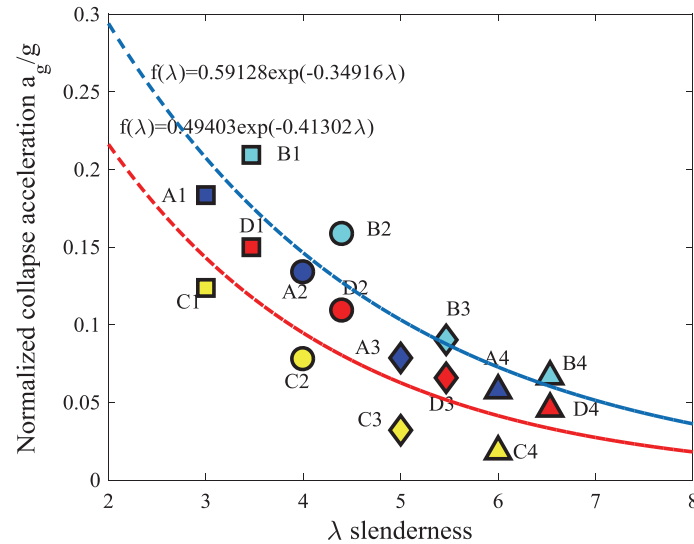 0.3
0.25
0.2
0.15
0.1
0.05
0
Normalized collapse acceleration a_g/g
f(λ)=0.59128exp(-0.34916λ)
f(λ)=0.49403exp(-0.41302λ)
B1
A1
D1
B2
C1
A2
D2
B3
A3
A4
B4
C2
D3
D4
C3
C4
2 3 4 5 6 7 8
λ slenderness